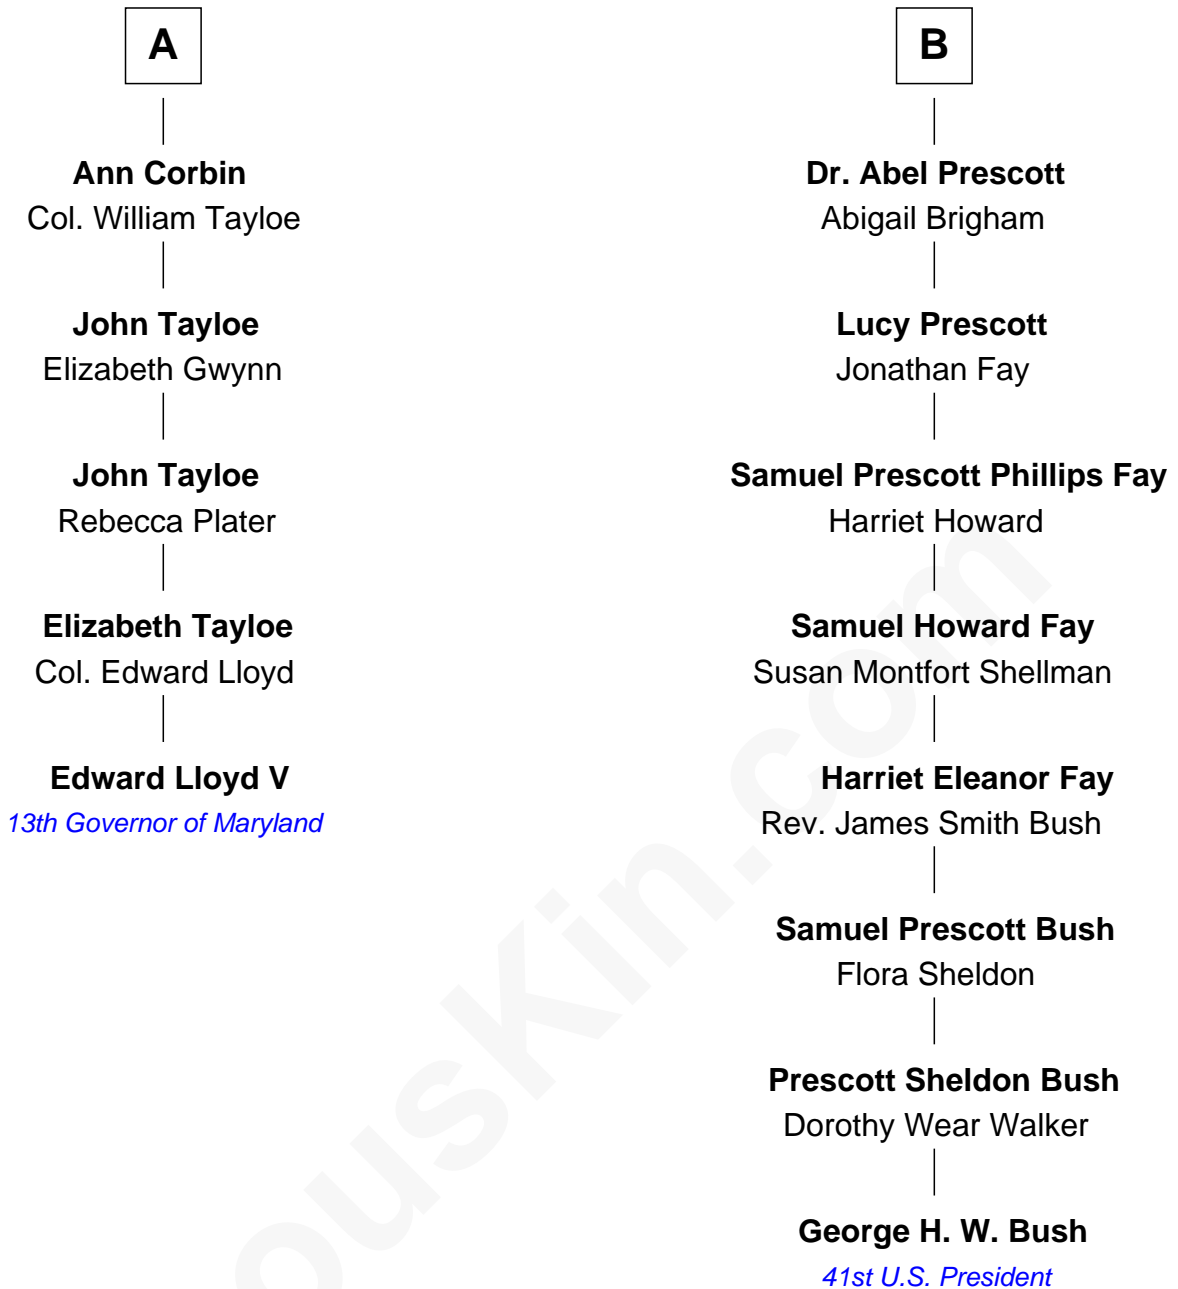 A
Ann Corbin
Col. William Tayloe
John Tayloe
Elizabeth Gwynn
John Tayloe
Rebecca Plater
Elizabeth Tayloe
Col. Edward Lloyd
Edward Lloyd V
13th Governor of Maryland
B
Dr. Abel Prescott
Abigail Brigham
Lucy Prescott
Jonathan Fay
Samuel Prescott Phillips Fay
Harriet Howard
Samuel Howard Fay
Susan Montfort Shellman
Harriet Eleanor Fay
Rev. James Smith Bush
Samuel Prescott Bush
Flora Sheldon
Prescott Sheldon Bush
Dorothy Wear Walker
George H. W. Bush
41st U.S. President
ousKin.com